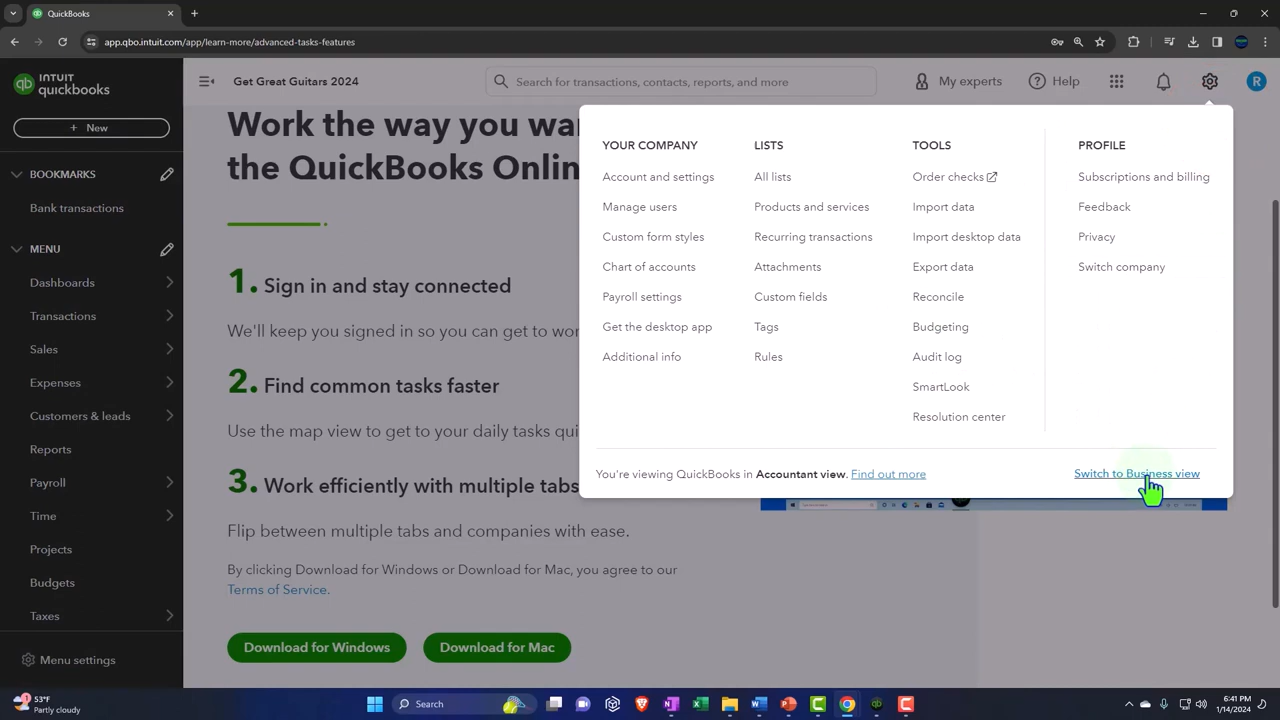 QuickBooks
qbo.intuit.com/app/learn-more/advanced-tasks-features
INTUIT
quickbooks
+ New
BOOKMARKS
Bank transactions
MENU
Dashboards
Transactions
Sales
Expenses
Customers & leads
Reports
Payroll
Time
Projects
Budgets
Taxes
Menu settings
Get Great Guitars 2024
Search for transactions, contacts, reports, and more
My experts
Help
R
Work the way you
the QuickBooks Online
1. Sign in and stay connected
We'll keep you signed in so you can get to
2. Find common tasks faster
Use the map view to get to your daily tasks
3. Work efficiently with multiple tabs
Flip between multiple tabs and companies with ease.
By clicking Download for Windows or Download for Mac, you agree to our
Terms of Service.
Download for Windows
Download for Mac
YOUR COMPANY
Account and settings
Manage users
Custom form styles
Chart of accounts
Payroll settings
Get the desktop app
Additional info
LISTS
All lists
Products and services
Recurring transactions
Attachments
Custom fields
Tags
Rules
TOOLS
Order checks
Import data
Import desktop data
Export data
Reconcile
Budgeting
Audit log
SmartLook
Resolution center
PROFILE
Subscriptions and billing
Feedback
Privacy
Switch company
You're viewing QuickBooks in Accountant view. Find out more
Switch to Business view
1
53°F
Partly cloudy
Search
6:41 PM
1/14/2024